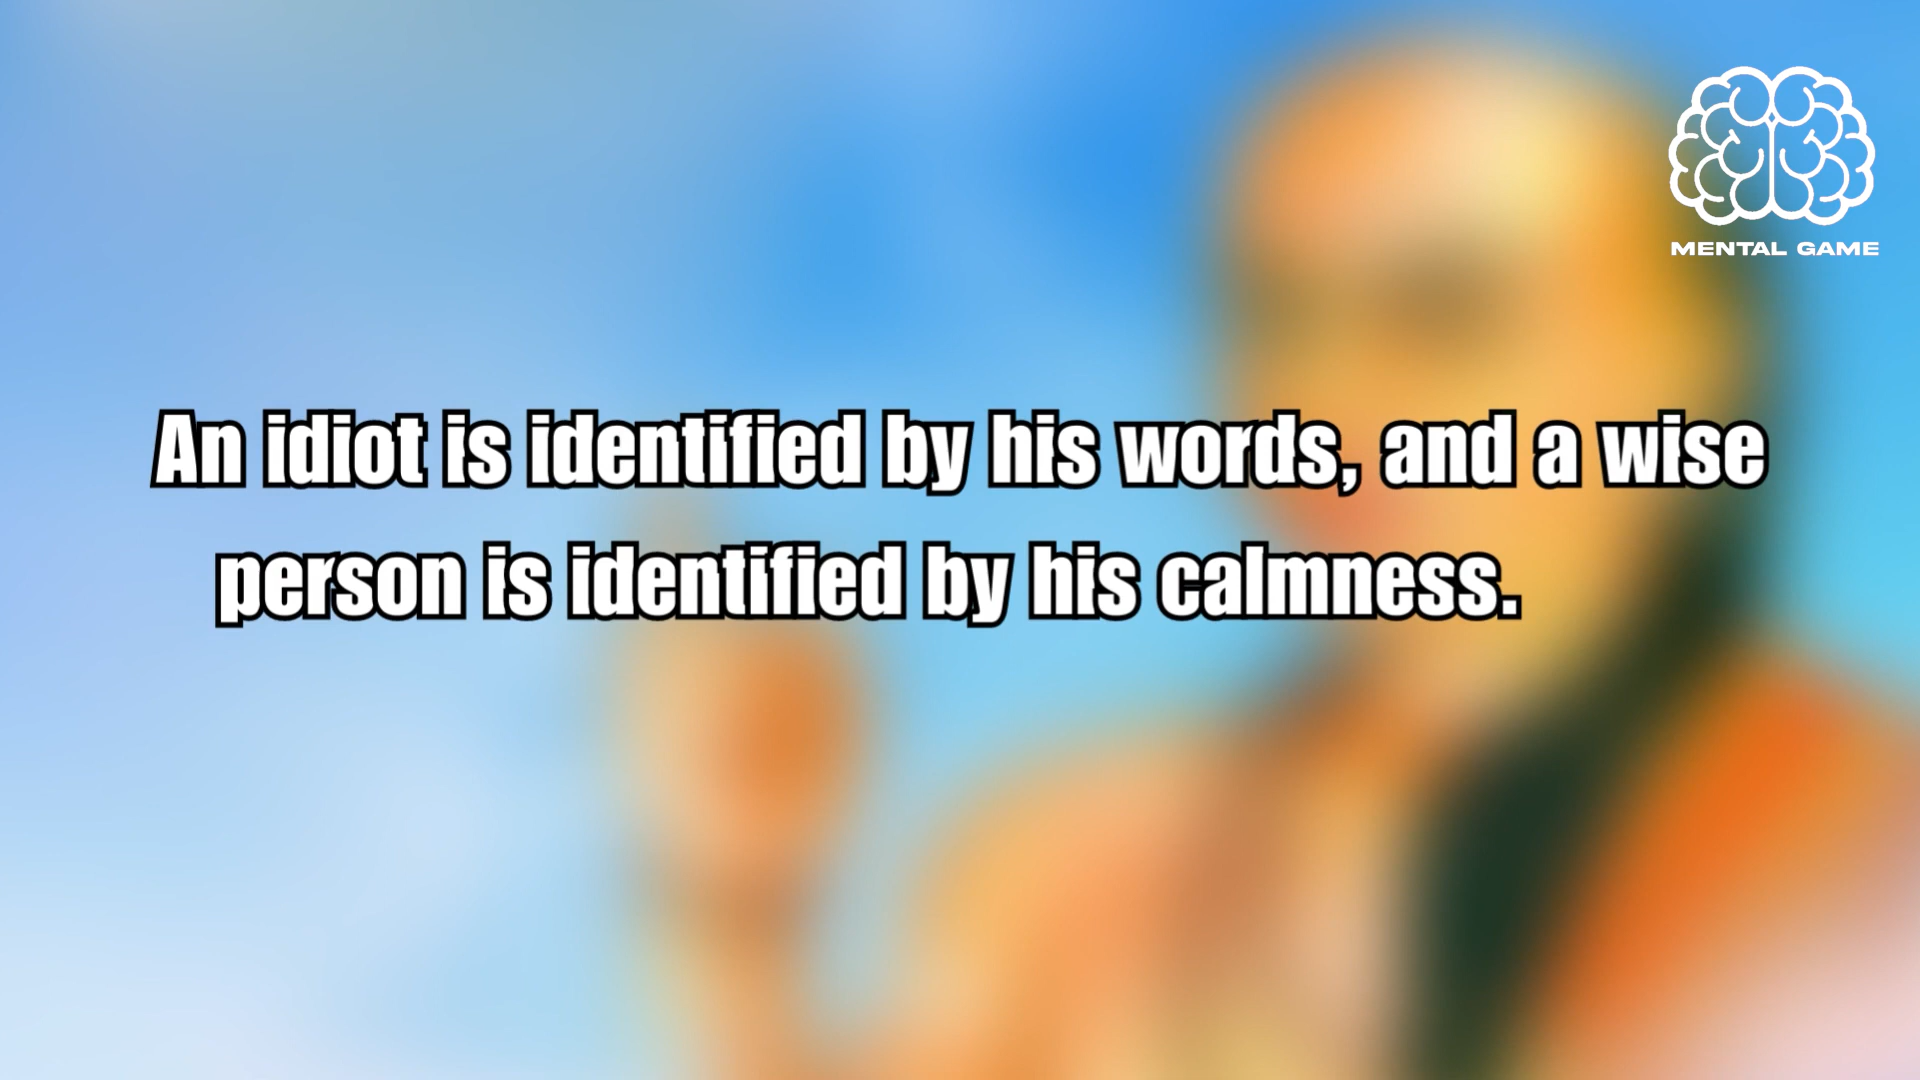 MENTAL GAME
An idiot is identified by his words, and a wise
person is identified by his calmness.